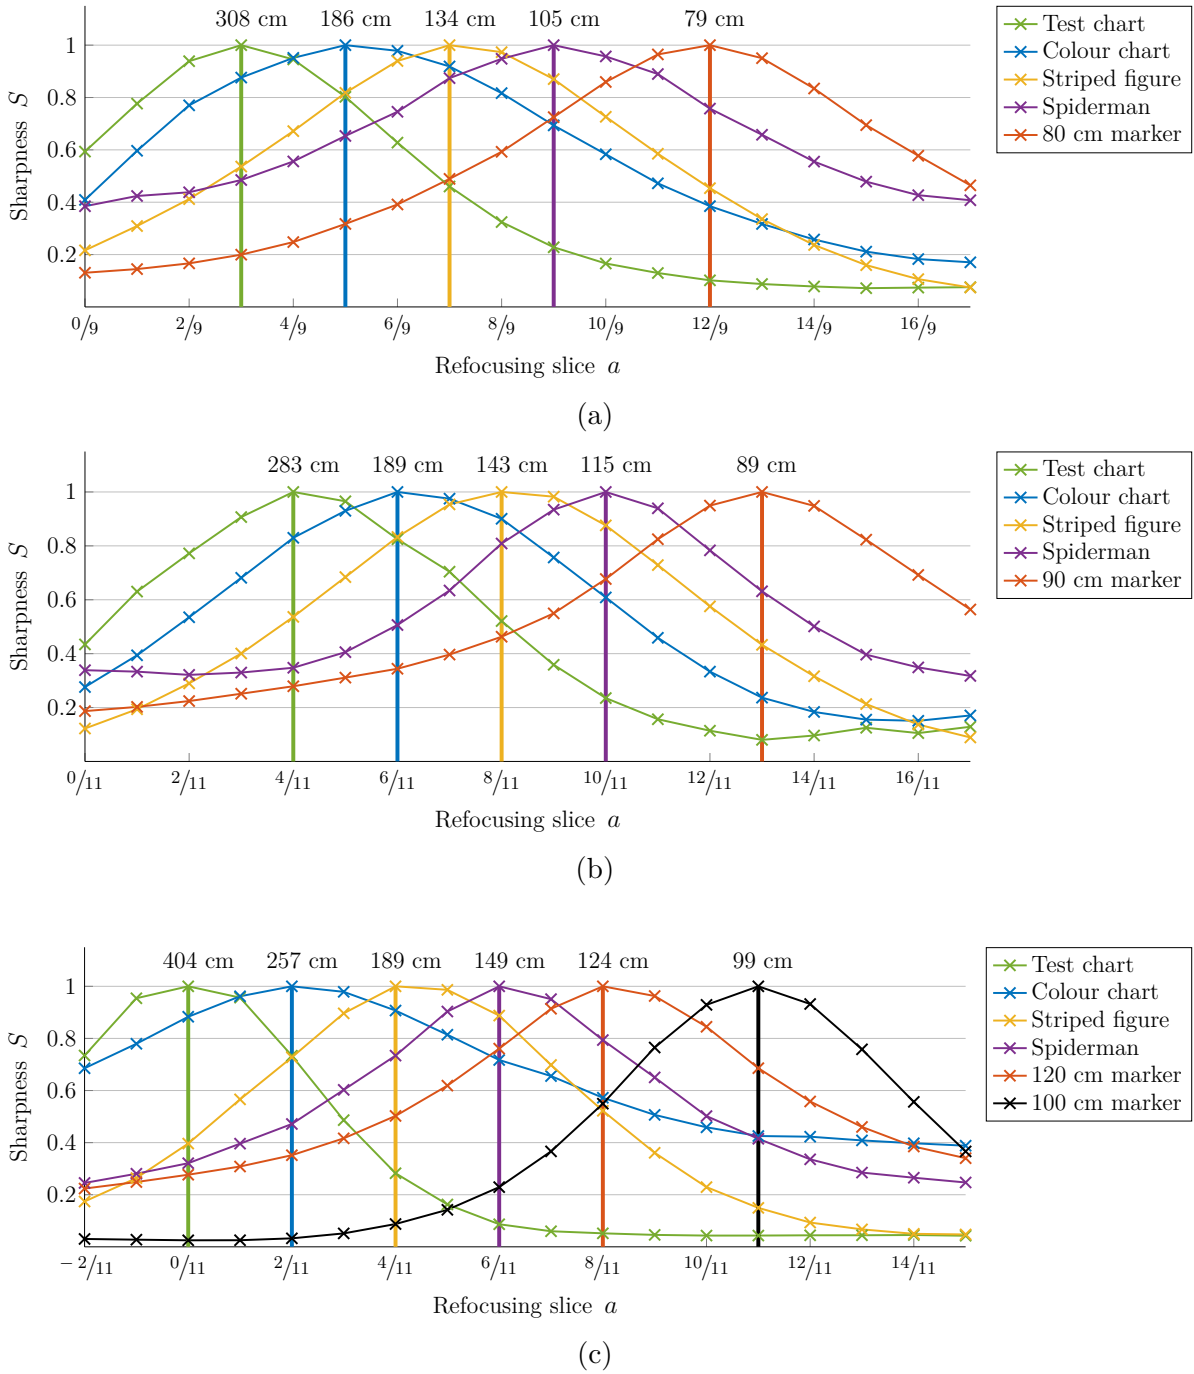 308 cm 186 cm 134 cm 105 cm 79 cm
1
0.8
0.6
0.4
0.2
Sharpness S
0/9 2/9 4/9 6/9 8/9 10/9 12/9 14/9 16/9
Refocusing slice a
Test chart
Colour chart
Striped figure
Spiderman
80 cm marker
(a)
283 cm 189 cm 143 cm 115 cm 89 cm
1
0.8
0.6
0.4
0.2
Sharpness S
0/11 2/11 4/11 6/11 8/11 10/11 12/11 14/11 16/11
Refocusing slice a
Test chart
Colour chart
Striped figure
Spiderman
90 cm marker
(b)
404 cm 257 cm 189 cm 149 cm 124 cm 99 cm
1
0.8
0.6
0.4
0.2
Sharpness S
−2/11 0/11 2/11 4/11 6/11 8/11 10/11 12/11 14/11
Refocusing slice a
Test chart
Colour chart
Striped figure
Spiderman
120 cm marker
100 cm marker
(c)